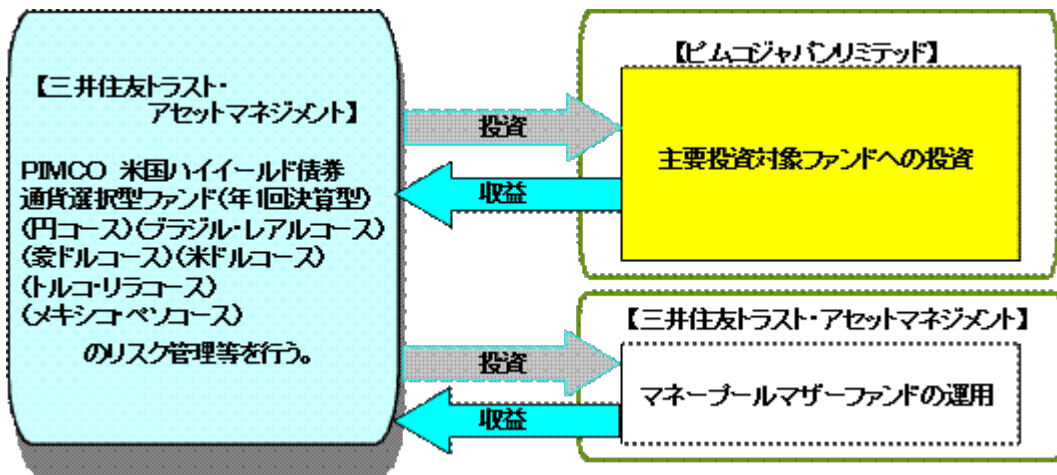 【三井住友トラスト・
アセットマネジメント】
PIMCO 米国ハイイールド債券
通貨選択型ファンド(年1回決算型)
(円コース)(ブラジル・レアルコース)
(豪ドルコース)(米ドルコース)
(トルコ・リラコース)
(メキシコ・ペソコース)
のリスク管理等を行う。
投資
収益
【ピムコジャパンリミテッド】
主要投資対象ファンドへの投資
投資
収益
【三井住友トラスト・アセットマネジメント】
マネープールマザーファンドの運用